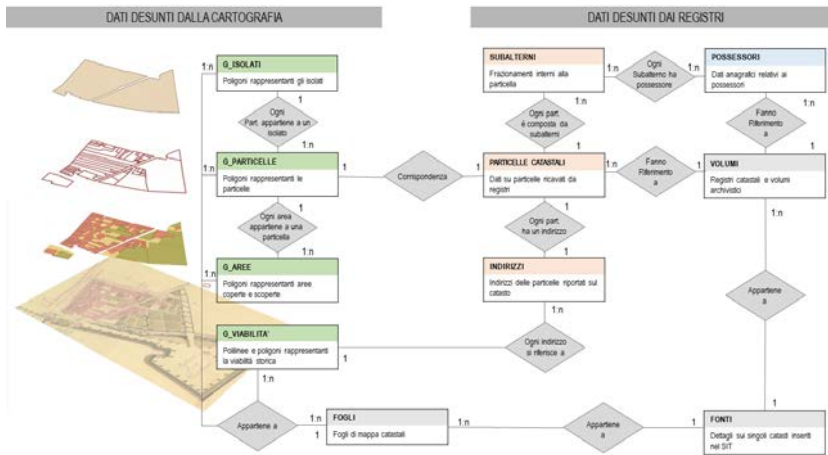 DATI DESUNTI DALLA CARTOGRAFIA
DATI DESUNTI DAI REGISTRI
1:n
G_ISOLATI
Poligoni rappresentanti gli isolati
1
Ogni
Part. appartiene a un
isolato
1:n
1:n
G_PARTICELLE
Poligoni rappresentanti le
particelle
1
Corrispondenza
1
1
Ogni area
appartiene a una
particella
1:n
1:n
G_AREE
Poligoni rappresentanti aree
coperte e scoperte
G_VIABILITA'
Polilinee e poligoni rappresentanti
la viabilità storica
1
1:n
Appartiene a
1:n
1
FOGLI
Fogli di mappa catastali
1:n
Appartiene
a
1
SUBALTERNI
Frazionamenti interni alla
particella
1:n
Ogni
Subalterno ha
possessore
1:n
POSSESSORI
Dati anagrafici relativi ai
possessori
1:n
Ogni part.
é composta da
subalterni
1
1:n
Fanno
Riferimento
a
1
PARTICELLE CATASTALI
Dati su particelle ricavati da
registri
1:n
Fanno
Riferimento
a
1
VOLUMI
Registri catastali e volumi
archivistici
1
Ogni part.
ha un indirizzo
1
INDIRIZZI
Indirizzi delle particelle riportati sul
catasto
1:n
Ogni indirizzo
si riferisce a
1:n
Appartiene
a
1
FONTI
Dettagli sui singoli catasti inseriti
nel SIT